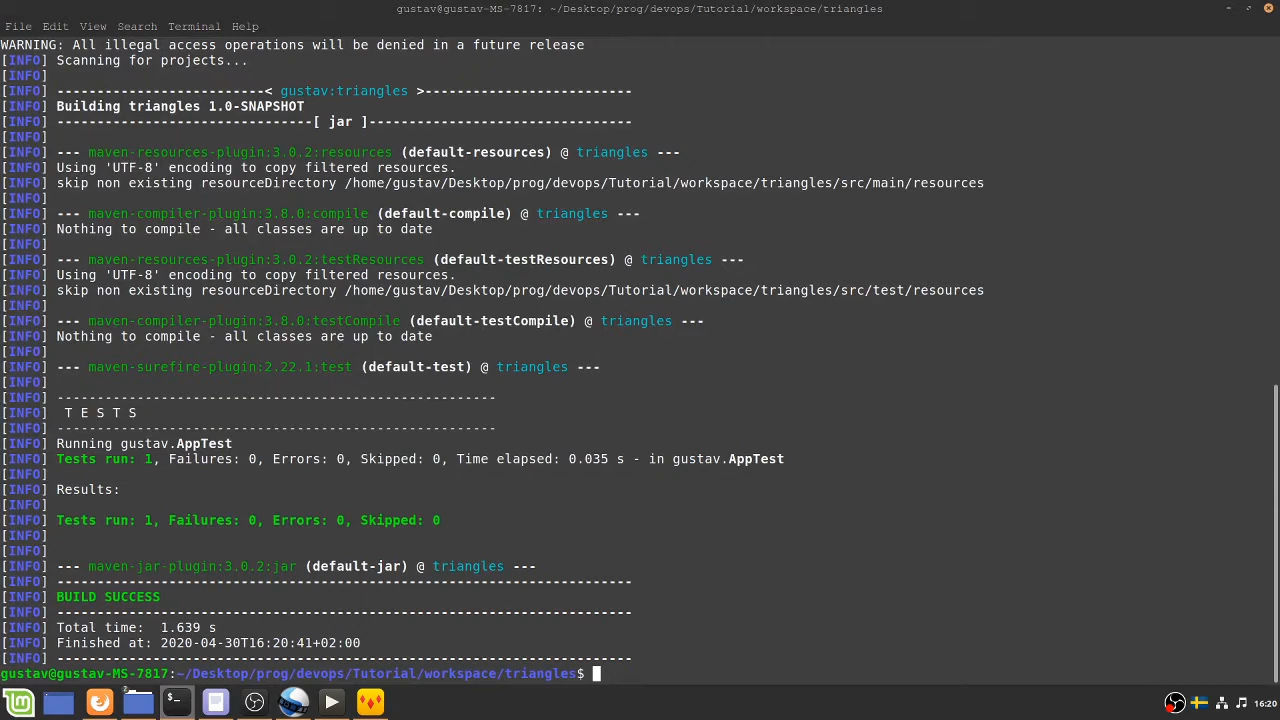 gustav@gustav-MS-7817: ~/Desktop/prog/devops/Tutorial/workspace/triangles
File Edit View Search Terminal Help
WARNING: All illegal access operations will be denied in a future release
[INFO] Scanning for projects...
[INFO]
[INFO] --------------------------< gustav:triangles >--------------------------
[INFO] Building triangles 1.0-SNAPSHOT
[INFO] --------------------------------[ jar ]---------------------------------
[INFO]
[INFO] --- maven-resources-plugin:3.0.2:resources (default-resources) @ triangles ---
[INFO] Using 'UTF-8' encoding to copy filtered resources.
[INFO] skip non existing resourceDirectory /home/gustav/Desktop/prog/devops/Tutorial/workspace/triangles/src/main/resources
[INFO]
[INFO] --- maven-compiler-plugin:3.8.0:compile (default-compile) @ triangles ---
[INFO] Nothing to compile - all classes are up to date
[INFO]
[INFO] --- maven-resources-plugin:3.0.2:testResources (default-testResources) @ triangles ---
[INFO] Using 'UTF-8' encoding to copy filtered resources.
[INFO] skip non existing resourceDirectory /home/gustav/Desktop/prog/devops/Tutorial/workspace/triangles/src/test/resources
[INFO]
[INFO] --- maven-compiler-plugin:3.8.0:testCompile (default-testCompile) @ triangles ---
[INFO] Nothing to compile - all classes are up to date
[INFO]
[INFO] --- maven-surefire-plugin:2.22.1:test (default-test) @ triangles ---
[INFO]
[INFO] -------------------------------------------------------
[INFO]  T E S T S
[INFO] -------------------------------------------------------
[INFO] Running gustav.AppTest
[INFO] Tests run: 1, Failures: 0, Errors: 0, Skipped: 0, Time elapsed: 0.035 s - in gustav.AppTest
[INFO]
[INFO] Results:
[INFO]
[INFO] Tests run: 1, Failures: 0, Errors: 0, Skipped: 0
[INFO]
[INFO]
[INFO] --- maven-jar-plugin:3.0.2:jar (default-jar) @ triangles ---
[INFO] ------------------------------------------------------------------------
[INFO] BUILD SUCCESS
[INFO] ------------------------------------------------------------------------
[INFO] Total time:  1.639 s
[INFO] Finished at: 2020-04-30T16:20:41+02:00
[INFO] ------------------------------------------------------------------------
gustav@gustav-MS-7817:~/Desktop/prog/devops/Tutorial/workspace/triangles$
16:20